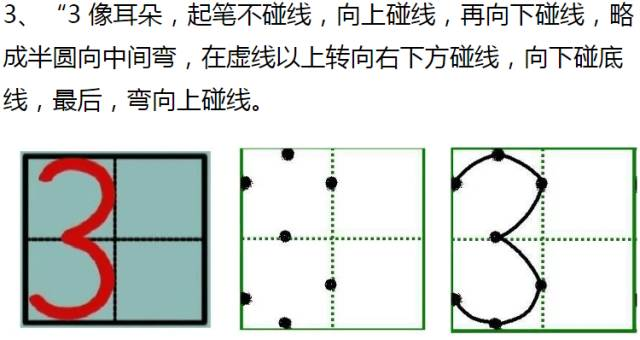 3、“3像耳朵，起笔不碰线，向上碰线，再向下碰线，略
成半圆向中间弯，在虚线以上转向右下方碰线，向下碰底
线，最后，弯向上碰线。
3
3